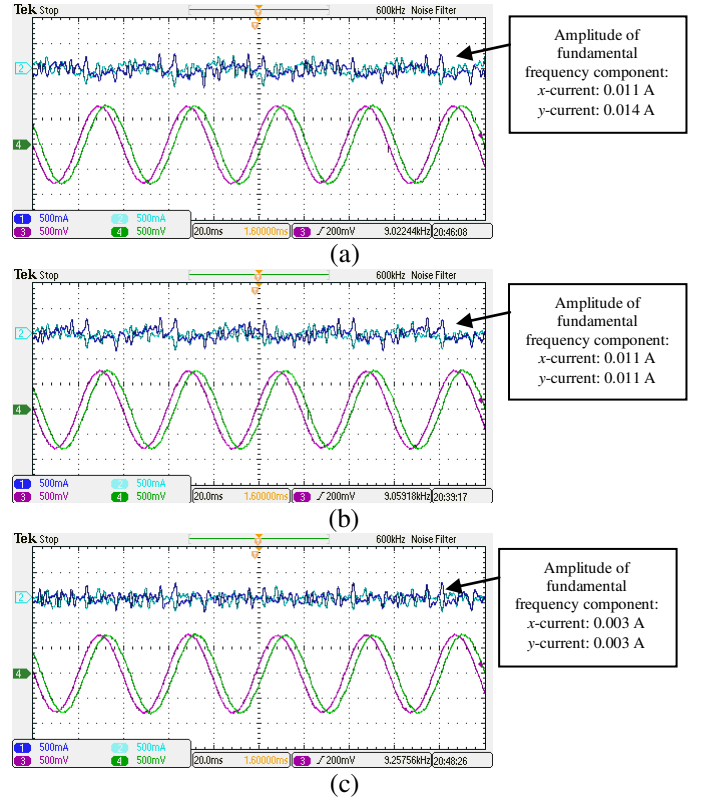 Tek Stop 600kHz Noise Filter
2
4
1 500mA 2 500mA
3 500mV 4 500mV
20.0ms 1.60000ms 3 200mV 9.02244kHz 20:46:08
Amplitude of
fundamental
frequency component:
x-current: 0.011 A
y-current: 0.014 A
(a)
Tek Stop 600kHz Noise Filter
2
4
1 500mA 2 500mA
3 500mV 4 500mV
20.0ms 1.60000ms 3 200mV 9.05918kHz 20:39:17
Amplitude of
fundamental
frequency component:
x-current: 0.011 A
y-current: 0.011 A
(b)
Tek Stop 600kHz Noise Filter
2
4
1 500mA 2 500mA
3 500mV 4 500mV
20.0ms 1.60000ms 3 200mV 9.25756kHz 20:48:26
Amplitude of
fundamental
frequency component:
x-current: 0.003 A
y-current: 0.003 A
(c)